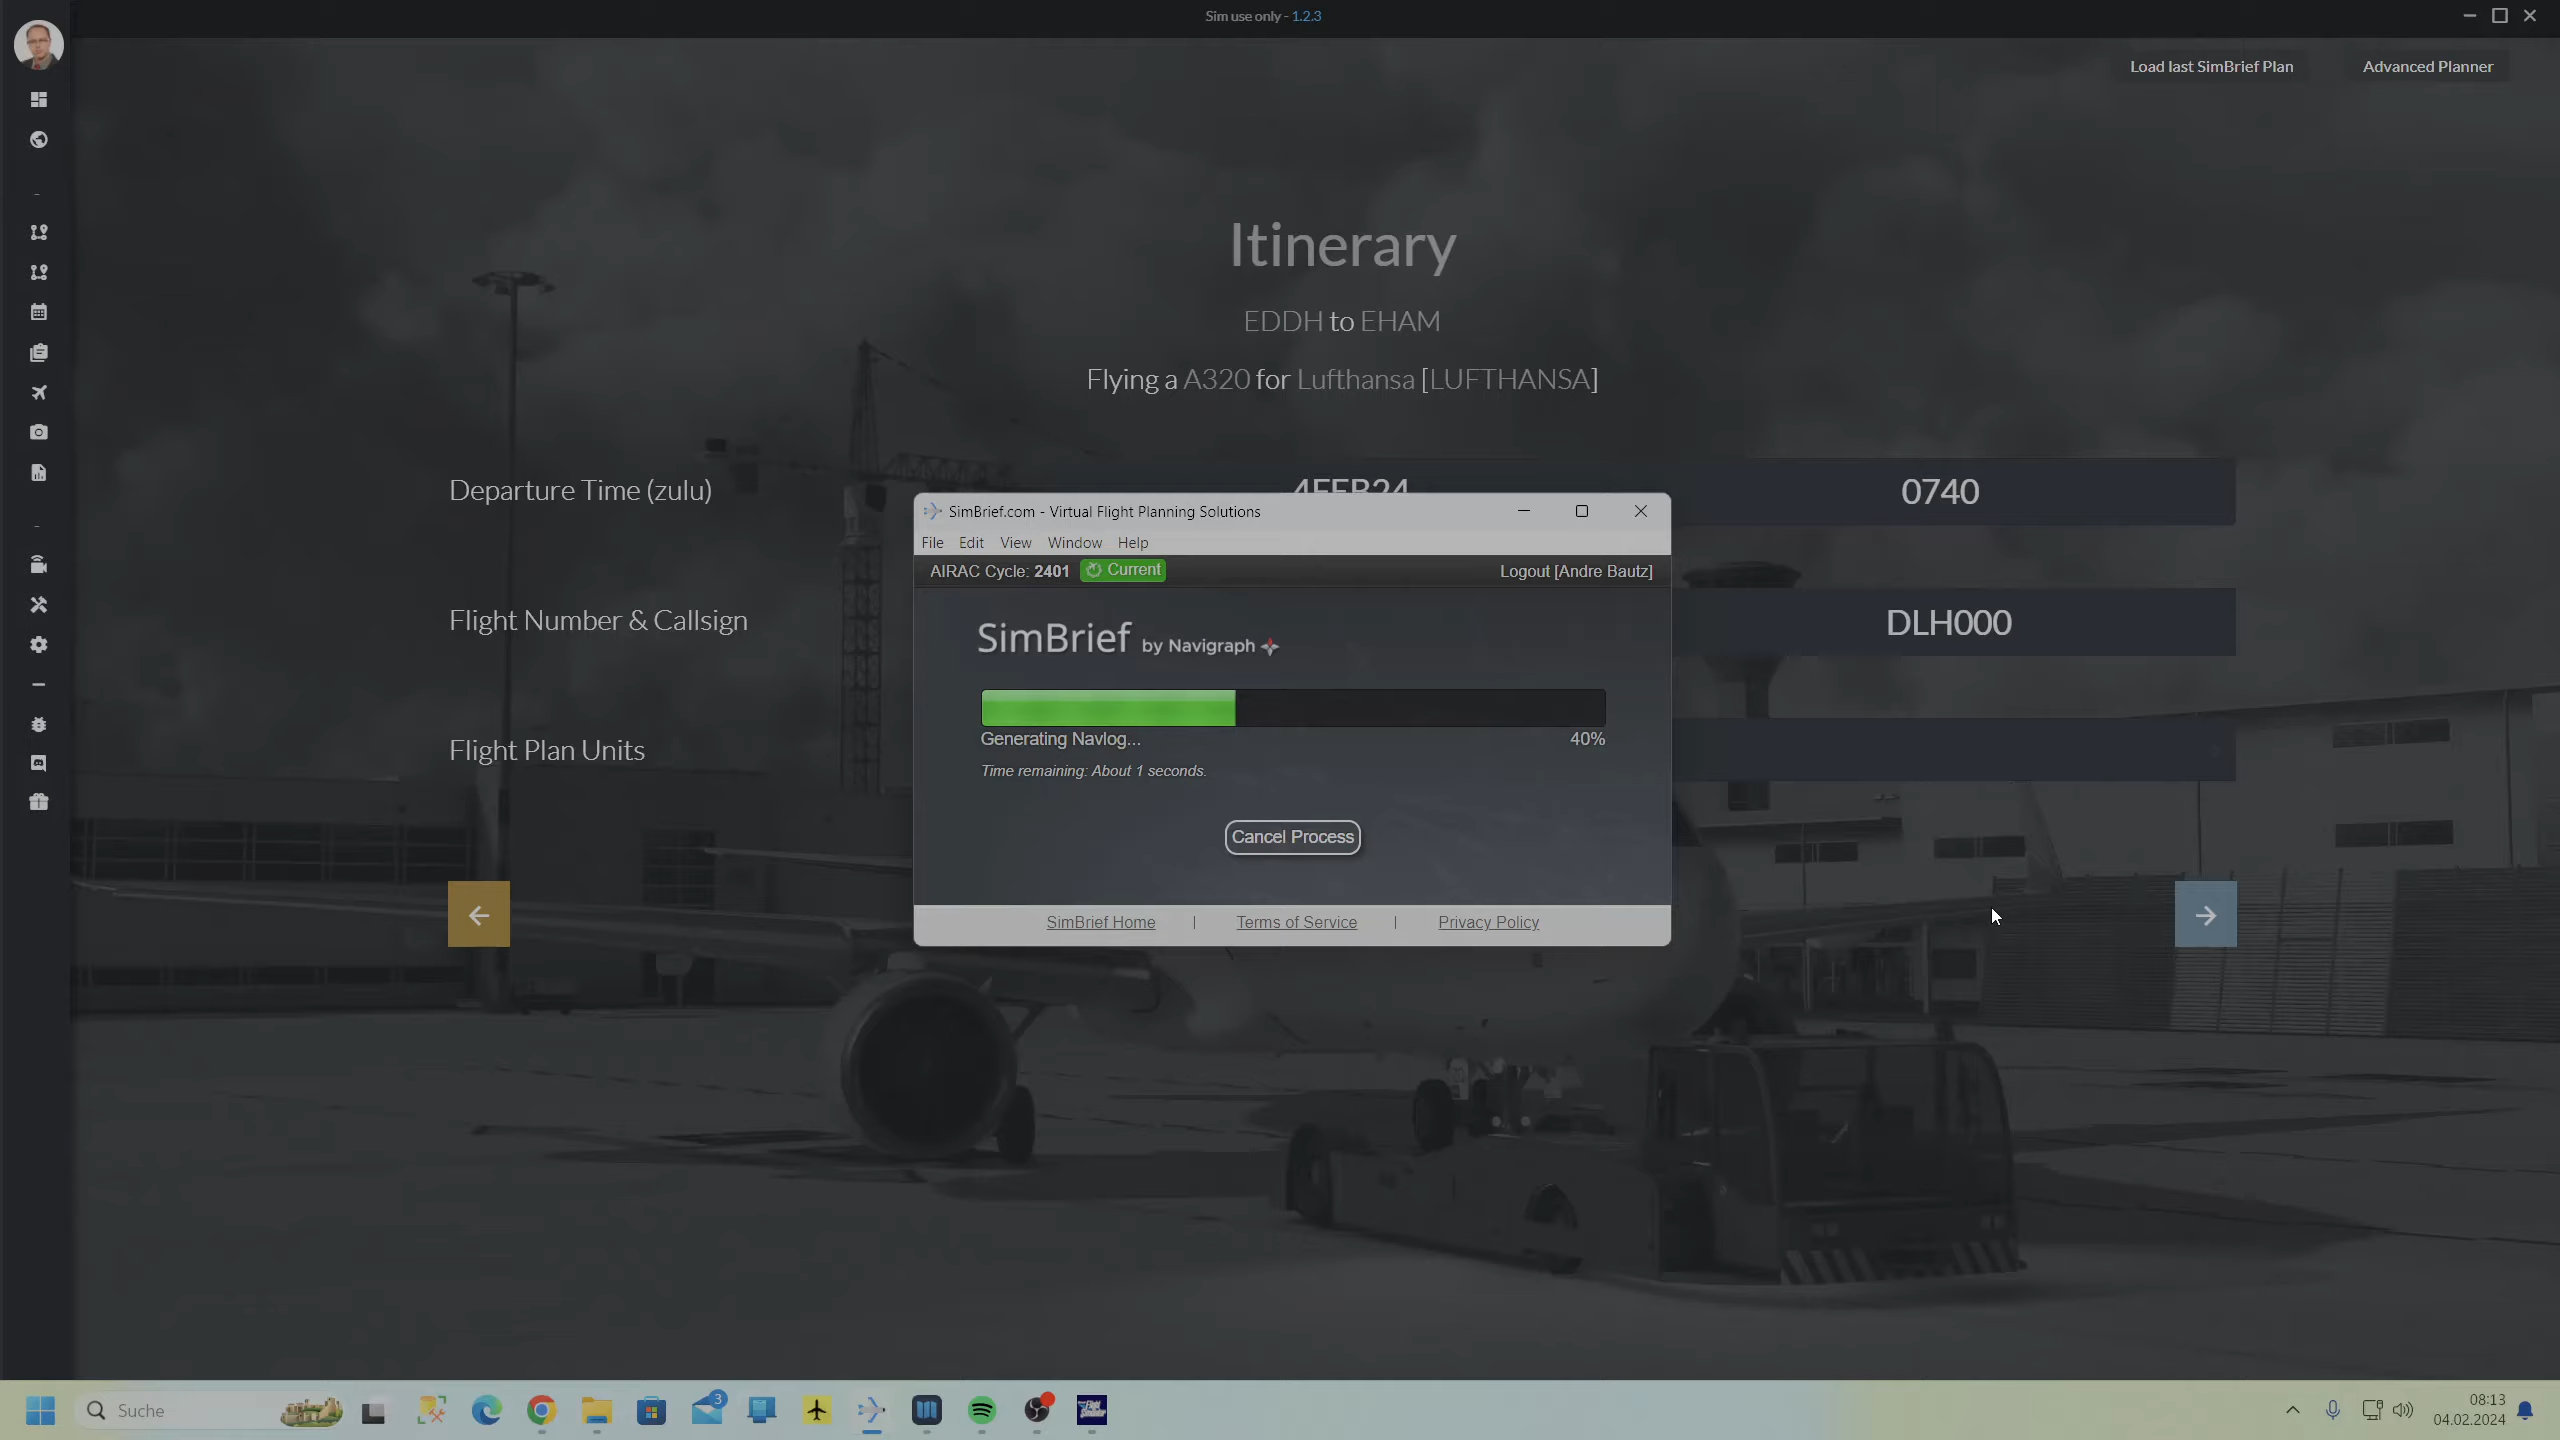 Sim use only - 1.2.3
Load last SimBrief Plan
Advanced Planner
Itinerary
EDDH to EHAM
Flying a A320 for Lufthansa [LUFTHANSA]
Departure Time (zulu)
4FEB24
0740
SimBrief.com - Virtual Flight Planning Solutions
File Edit View Window Help
AIRAC Cycle: 2401 Current
Logout [Andre Bautz]
Flight Number & Callsign
DLH000
SimBrief by Navigraph
Generating Navlog...
40%
Flight Plan Units
Time remaining: About 1 seconds.
Cancel Process
SimBrief Home | Terms of Service | Privacy Policy
Suche
3
08:13
04.02.2024